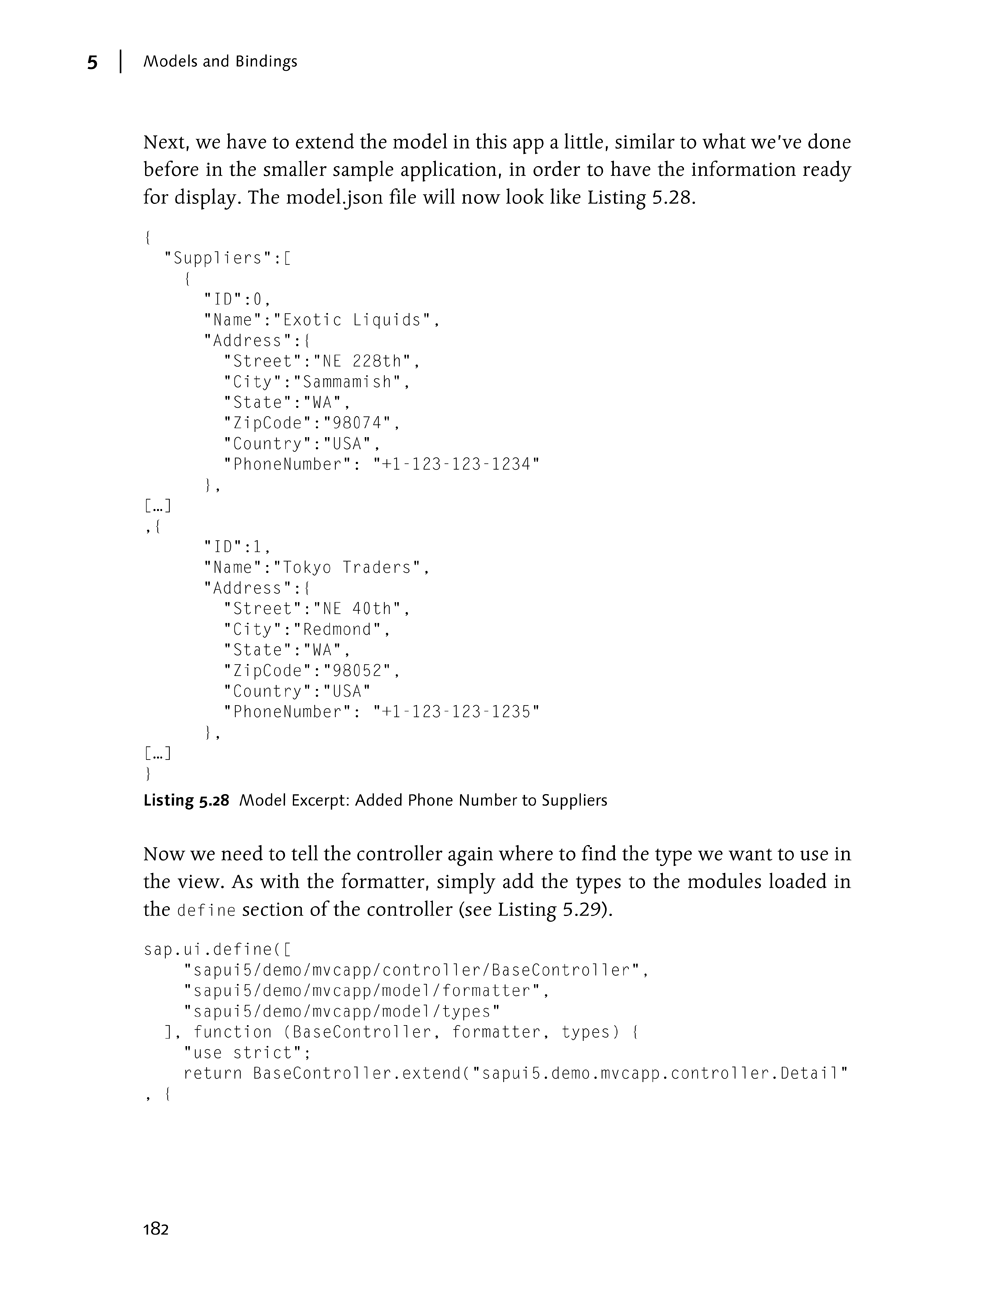 5 | Models and Bindings
Next, we have to extend the model in this app a little, similar to what we've done
before in the smaller sample application, in order to have the information ready
for display. The model.json file will now look like Listing 5.28.
{
  "Suppliers":[
    {
      "ID":0,
      "Name":"Exotic Liquids",
      "Address":{
        "Street":"NE 228th",
        "City":"Sammamish",
        "State":"WA",
        "ZipCode":"98074",
        "Country":"USA",
        "PhoneNumber": "+1-123-123-1234"
      },
[…]
,{
      "ID":1,
      "Name":"Tokyo Traders",
      "Address":{
        "Street":"NE 40th",
        "City":"Redmond",
        "State":"WA",
        "ZipCode":"98052",
        "Country":"USA"
        "PhoneNumber": "+1-123-123-1235"
      },
[…]
}
Listing 5.28 Model Excerpt: Added Phone Number to Suppliers
Now we need to tell the controller again where to find the type we want to use in
the view. As with the formatter, simply add the types to the modules loaded in
the define section of the controller (see Listing 5.29).
sap.ui.define([
    "sapui5/demo/mvcapp/controller/BaseController",
    "sapui5/demo/mvcapp/model/formatter",
    "sapui5/demo/mvcapp/model/types"
  ], function (BaseController, formatter, types) {
    "use strict";
    return BaseController.extend("sapui5.demo.mvcapp.controller.Detail"
, {
182